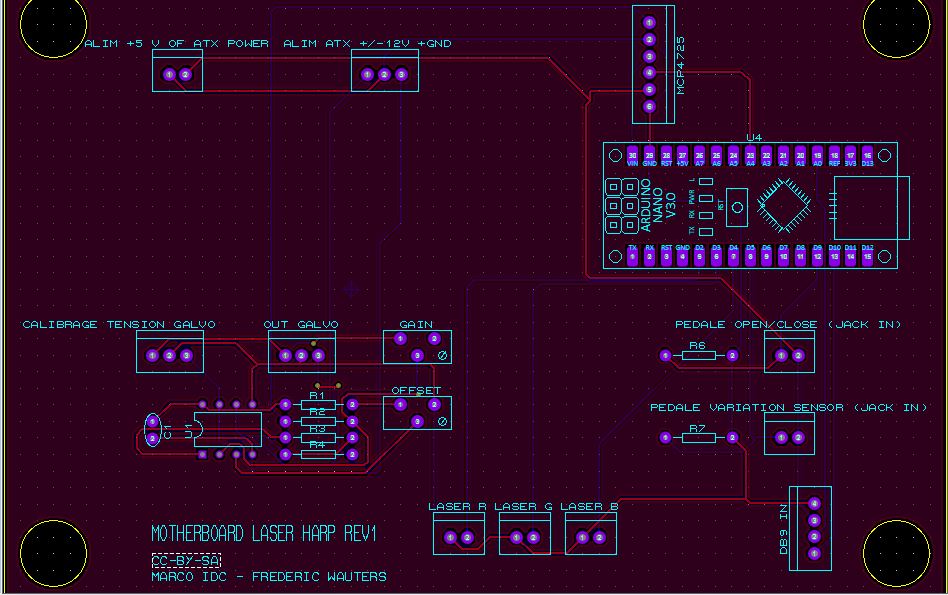 ALIM +5 V OF ATX POWER
ALIM ATX +/-12V +GND
1 2
1 2 3
1
2
3
4
5
6
MCP4725
U4
30 29 28 27 26 25 24 23 22 21 20 19 18 17 16
VIN GND RST +5V A7 A6 A5 A4 A3 A2 A1 A0 REF 3V3 D13
ARDUINO
NANO
V3.0
L
PWR
RX
TX
RST
TX RX RST GND D2 D3 D4 D5 D6 D7 D8 D9 D10 D11 D12
1 2 3 4 5 6 7 8 9 10 11 12 13 14 15
CALIBRAGE TENSION GALVO
OUT GALVO
GAIN
PEDALE OPEN/CLOSE (JACK IN)
1 2 3
1 2 3
1 2
3
R6
1 2
1 2
OFFSET
1 2
3
R1
1 2
R2
1 2
R3
1 2
R4
1 2
C1
1
2
U1
PEDALE VARIATION SENSOR (JACK IN)
R7
1 2
1 2
LASER R
LASER G
LASER B
1 2
1 2
1 2
DB9 IN
4
3
2
1
MOTHERBOARD LASER HARP REV1
CC-BY-SA
MARCO IDC - FREDERIC WAUTERS